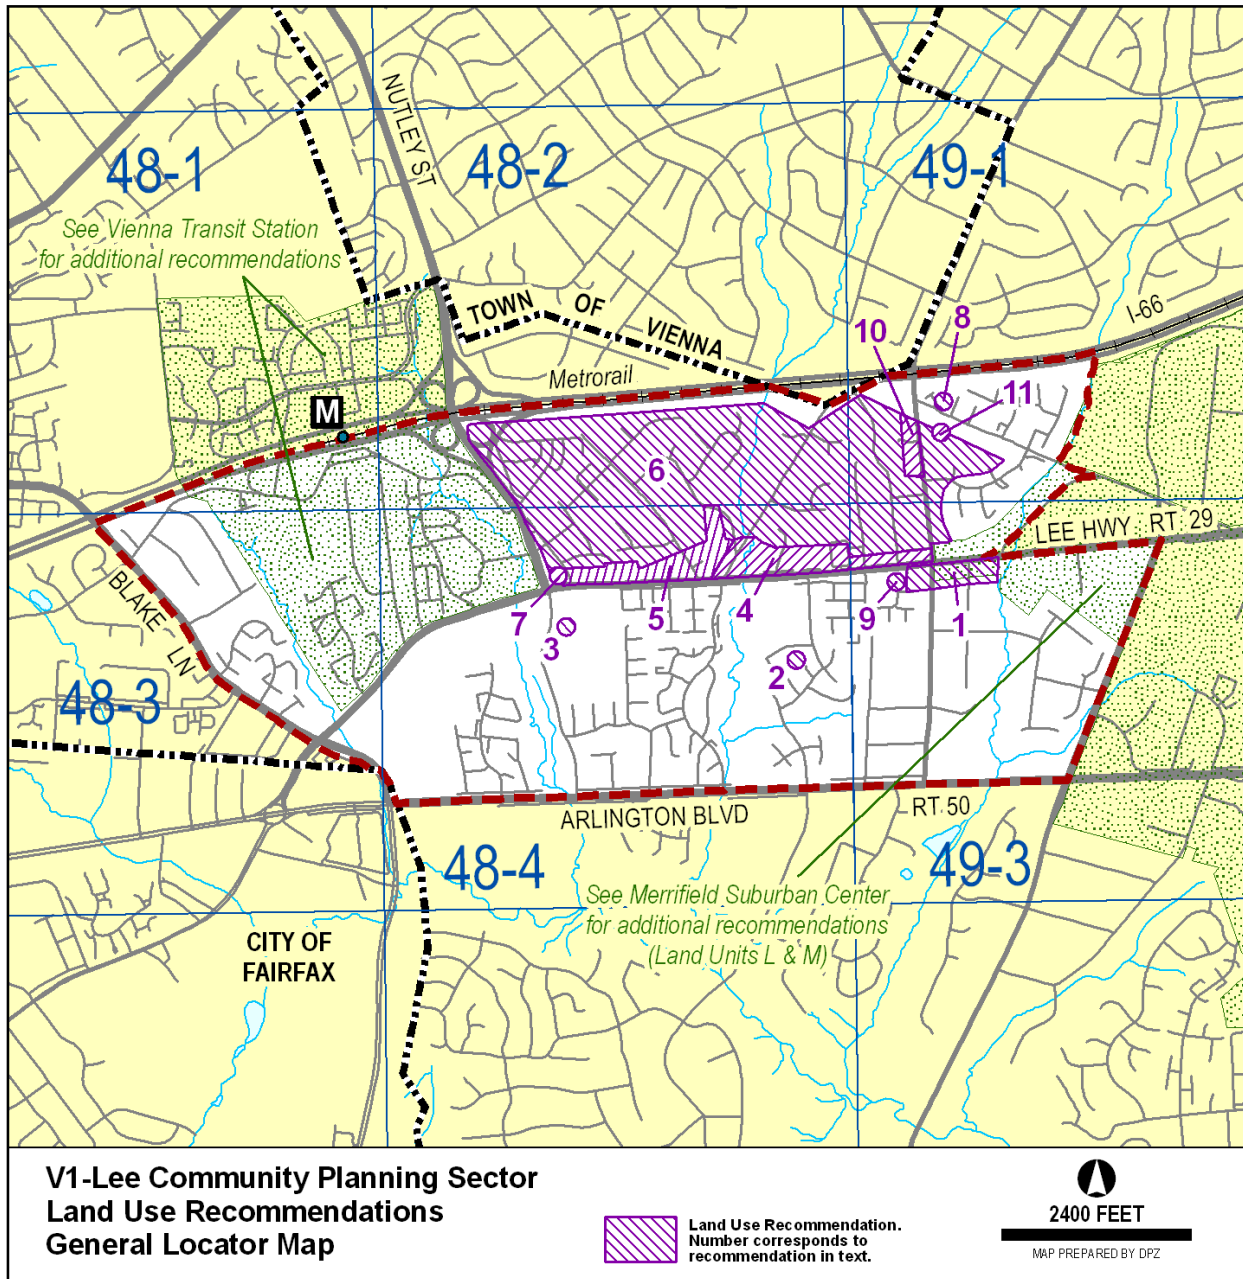 NUTLEY ST
48-1
48-2
49-1
See Vienna Transit Station
for additional recommendations
TOWN OF VIENNA
I-66
10
8
Metrorail
11
M
6
LEE HWY RT 29
BLAKE LN
7
3
5
4
9
1
2
48-3
ARLINGTON BLVD
RT 50
48-4
49-3
See Merrifield Suburban Center
for additional recommendations
(Land Units L & M)
CITY OF
FAIRFAX
V1-Lee Community Planning Sector
Land Use Recommendations
General Locator Map
Land Use Recommendation.
Number corresponds to
recommendation in text.
2400 FEET
MAP PREPARED BY DPZ